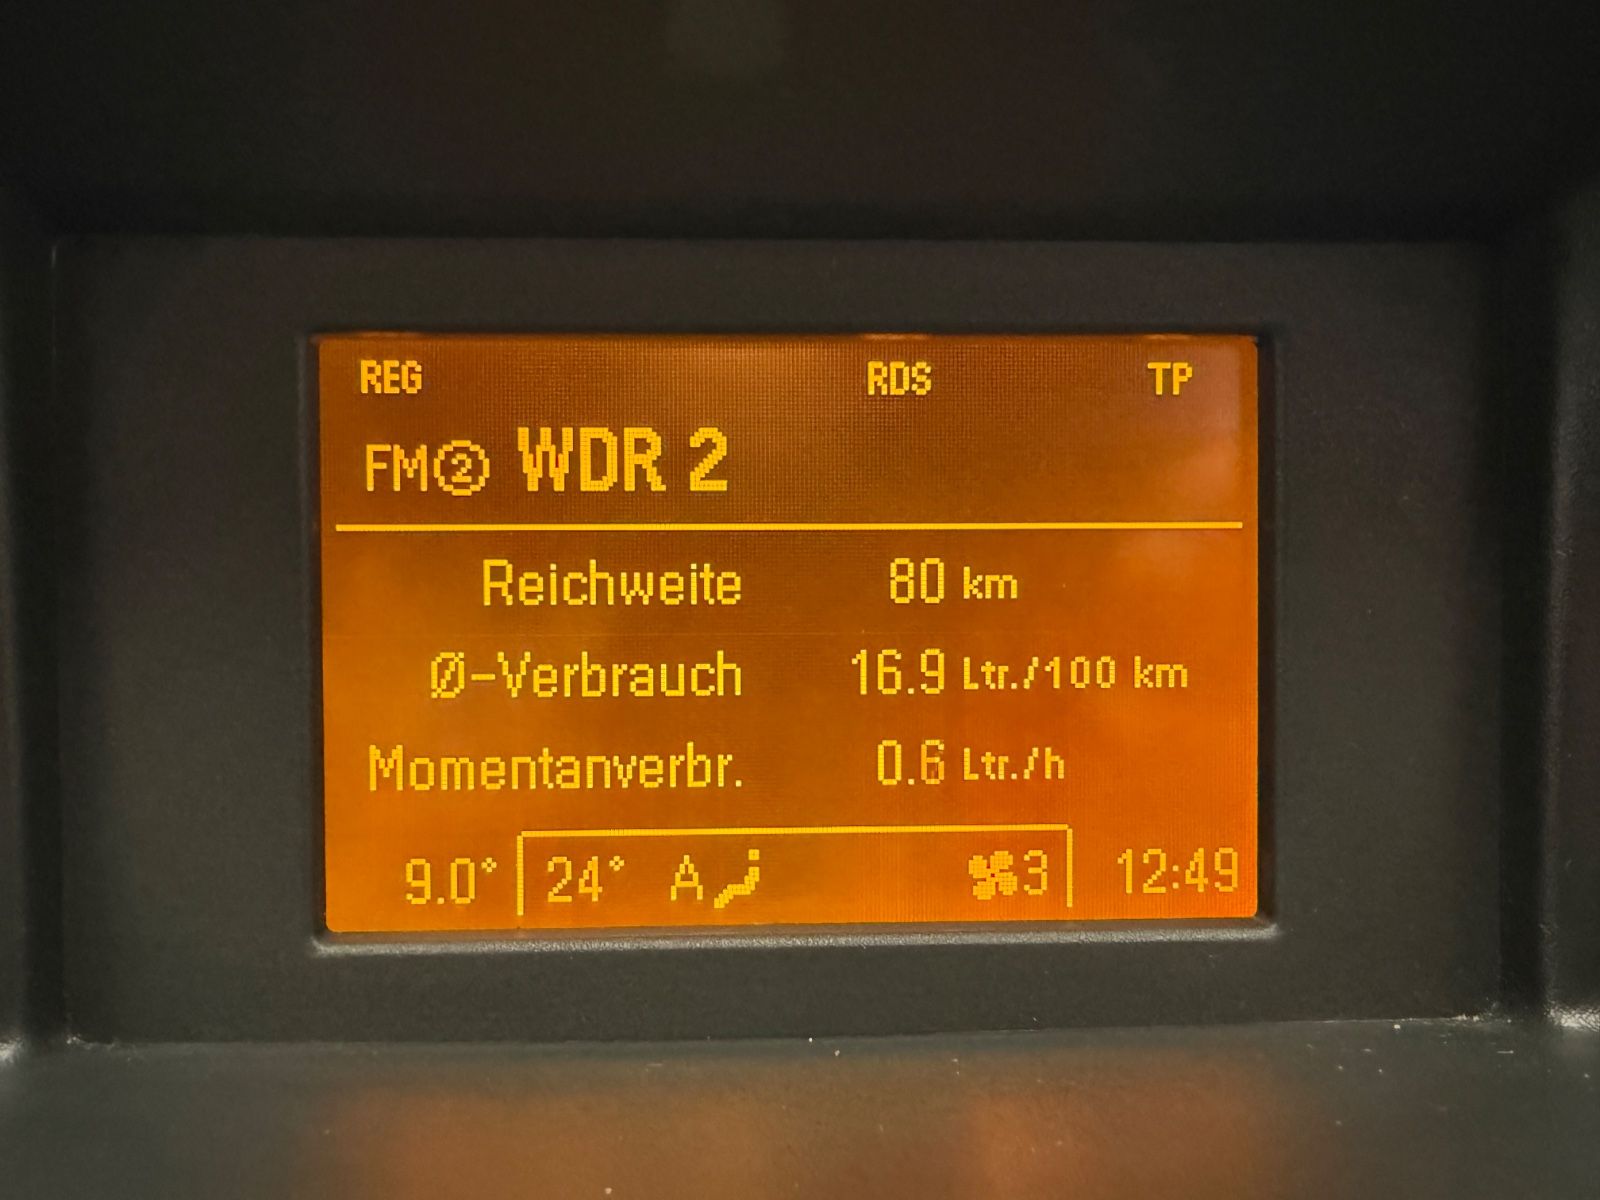 REG RDS TP
FM② WDR 2
Reichweite 80 km
Ø-Verbrauch 16.9 Ltr./100 km
Momentanverbr. 0.6 Ltr./h
9.0° 24° A 3 12:49